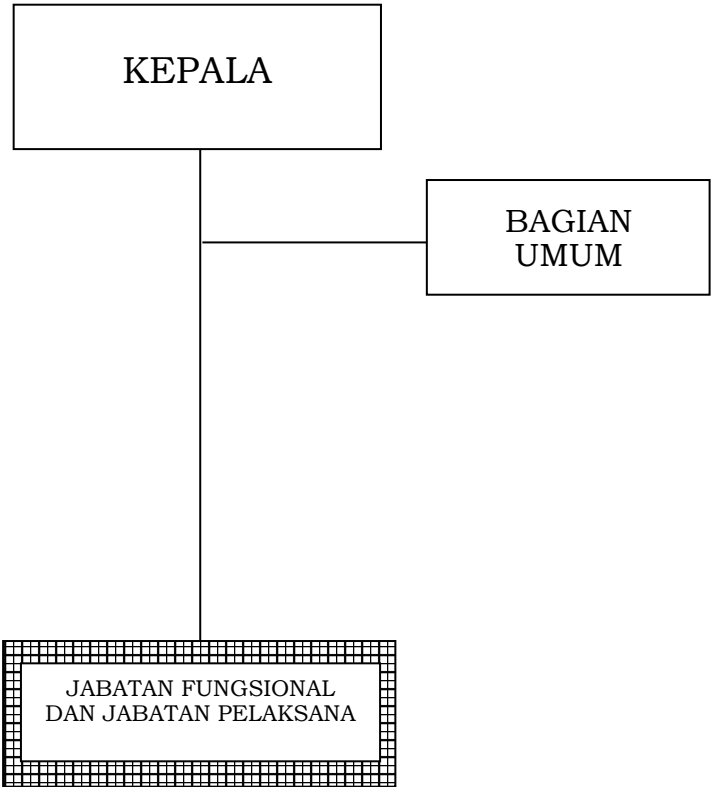 KEPALA
BAGIAN
UMUM
JABATAN FUNGSIONAL
DAN JABATAN PELAKSANA